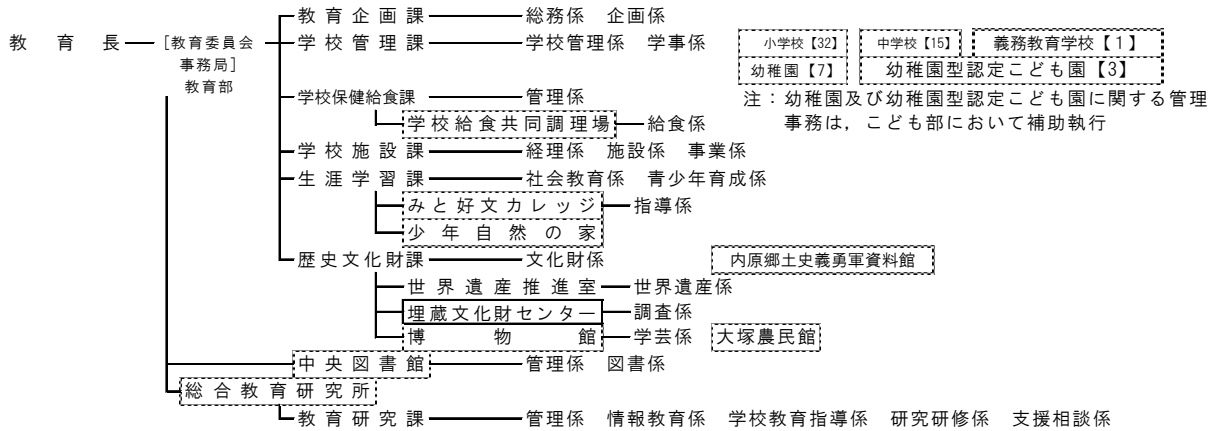 教育企画課 総務係 企画係
教育長 [教育委員会 学校管理課 学校管理係 学事係 小学校【32】 中学校【15】 義務教育学校【1】
事務局]
教育部 幼稚園【7】 幼稚園型認定こども園【3】
学校保健給食課 管理係 注：幼稚園及び幼稚園型認定こども園に関する管理
学校給食共同調理場 給食係 事務は，こども部において補助執行
学校施設課 経理係 施設係 事業係
生涯学習課 社会教育係 青少年育成係
みと好文カレッジ 指導係
少年自然の家
歴史文化財課 文化財係 内原郷土史義勇軍資料館
世界遺産推進室 世界遺産係
埋蔵文化財センター 調査係
博物館 学芸係 大塚農民館
中央図書館 管理係 図書係
総合教育研究所
教育研究課 管理係 情報教育係 学校教育指導係 研究研修係 支援相談係